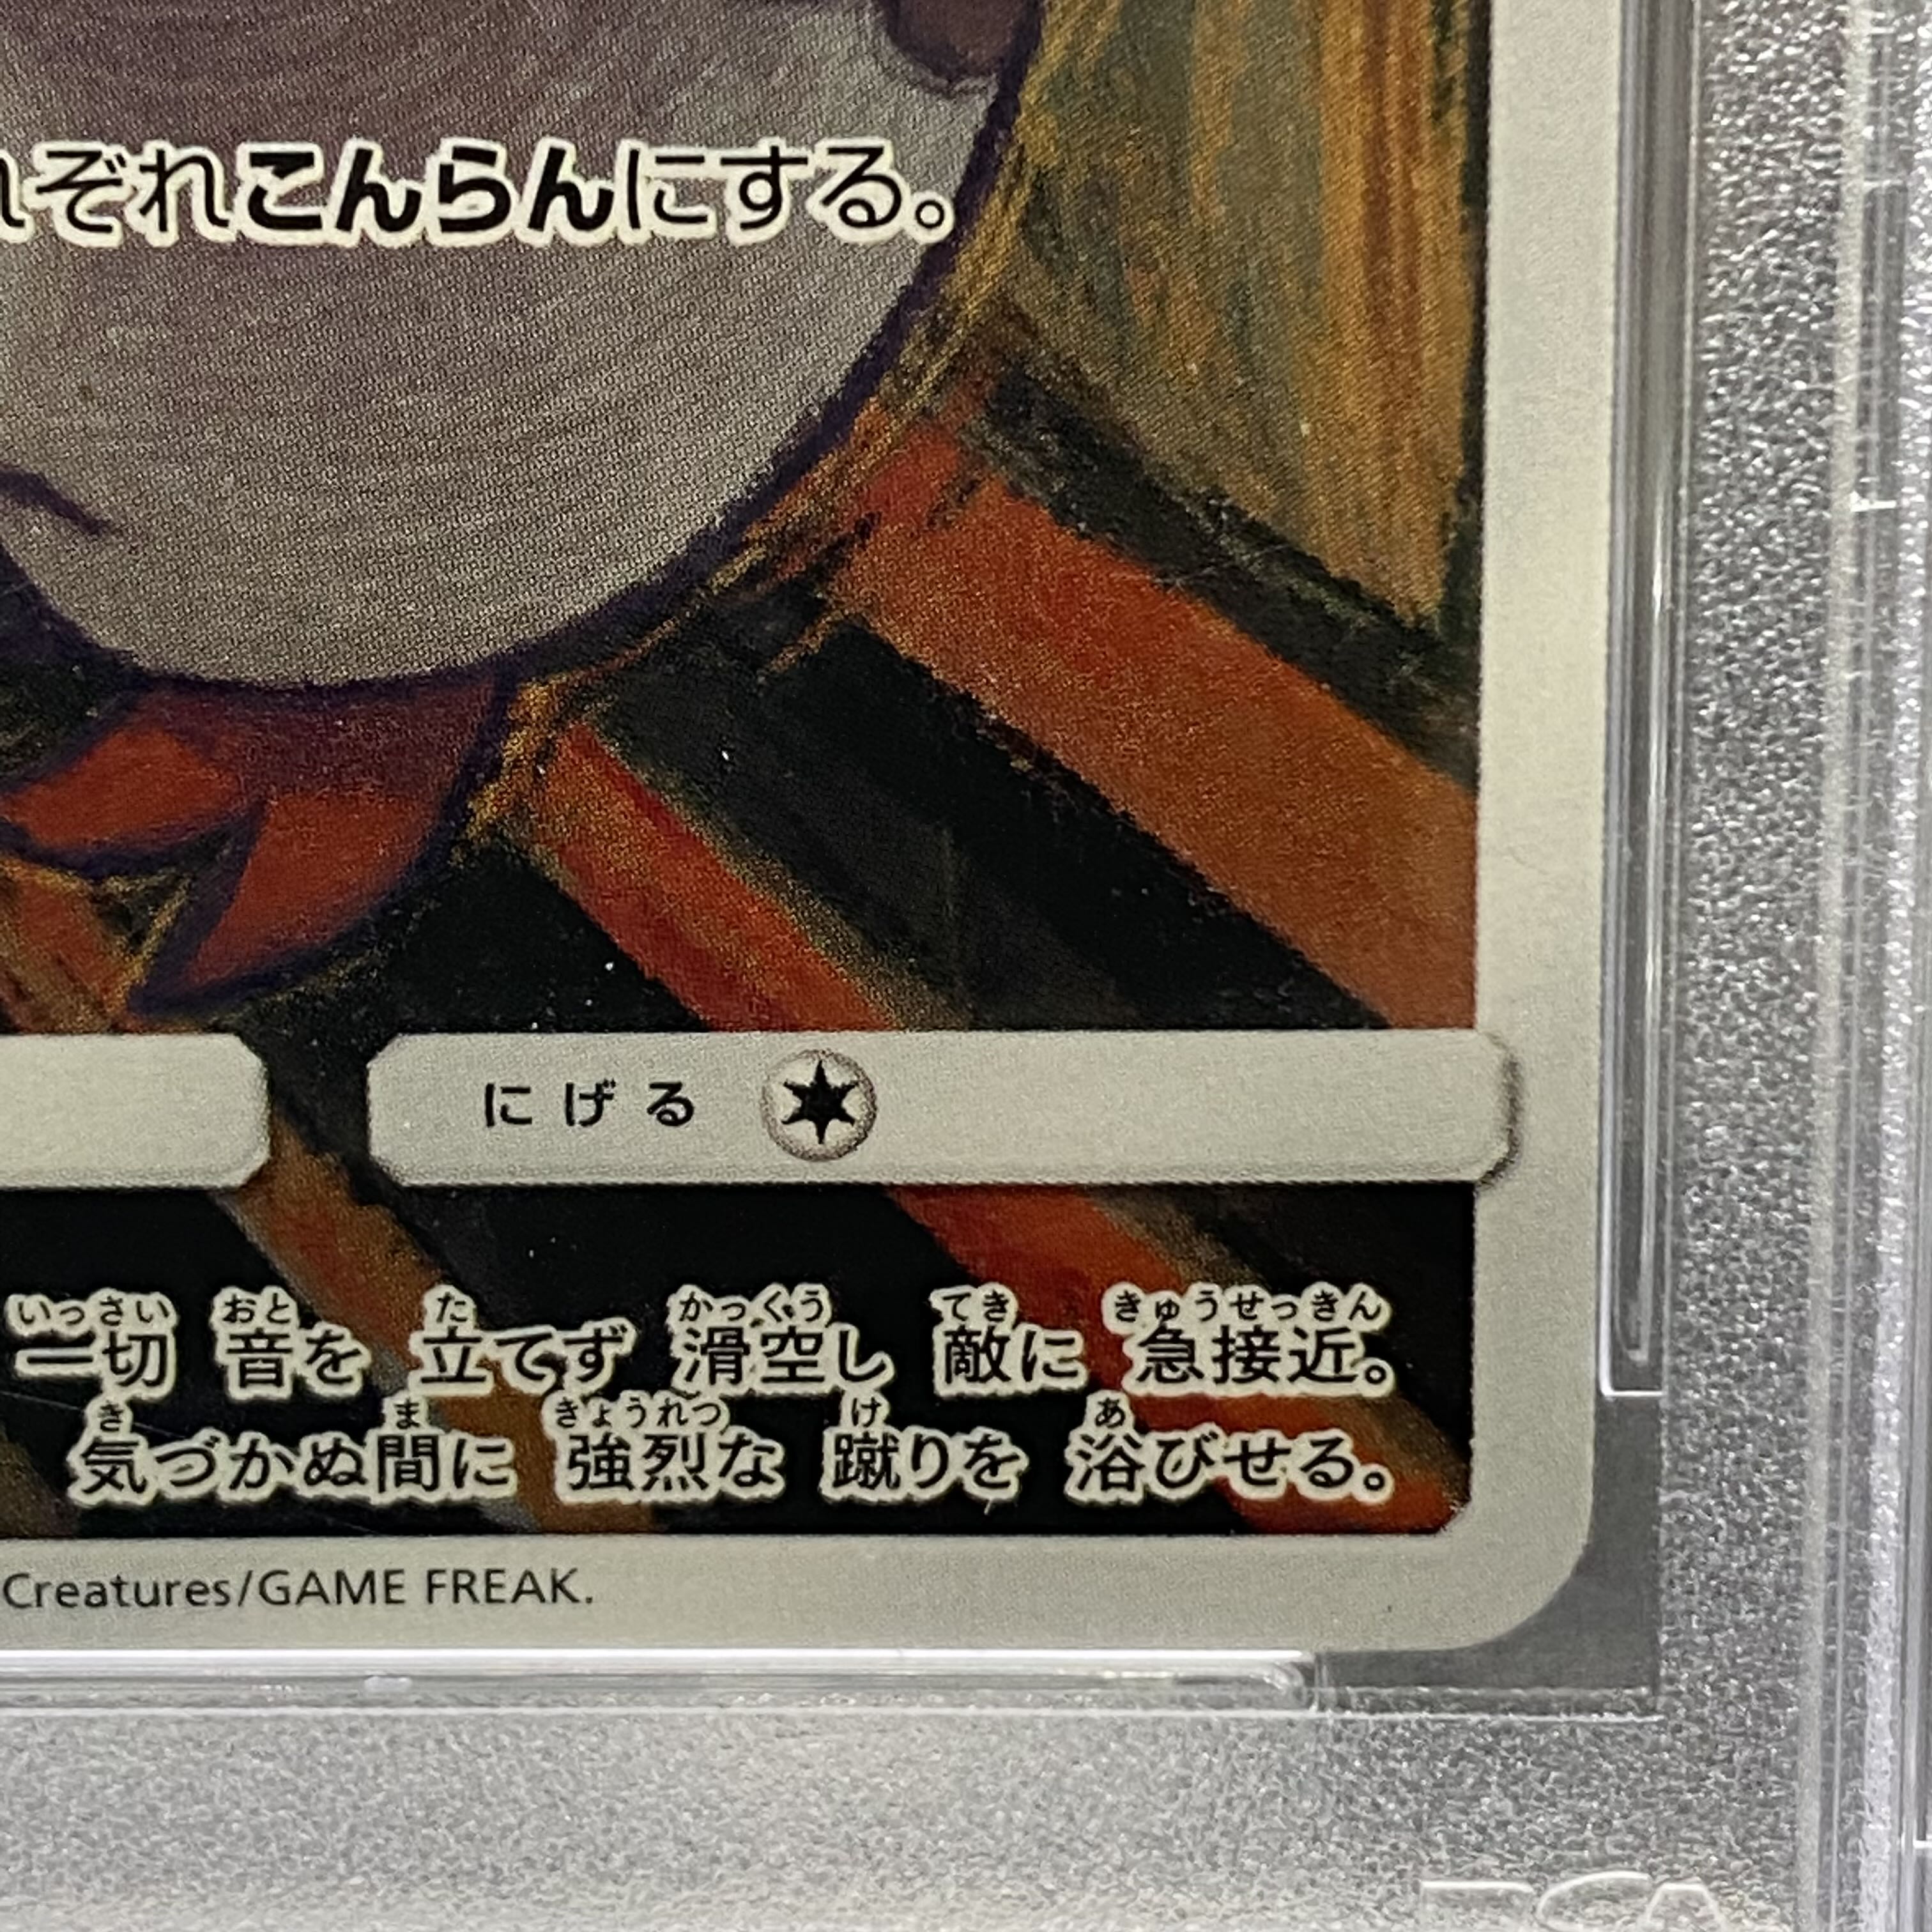 ぞれこんらんにする。
にげる
いっさい おと た かっくう てき きゅうせっきん
一切 音を 立てず 滑空し 敵に 急接近。
き ま きょうれつ け あ
気づかぬ間に 強烈な 蹴りを 浴びせる。
Creatures/GAME FREAK.